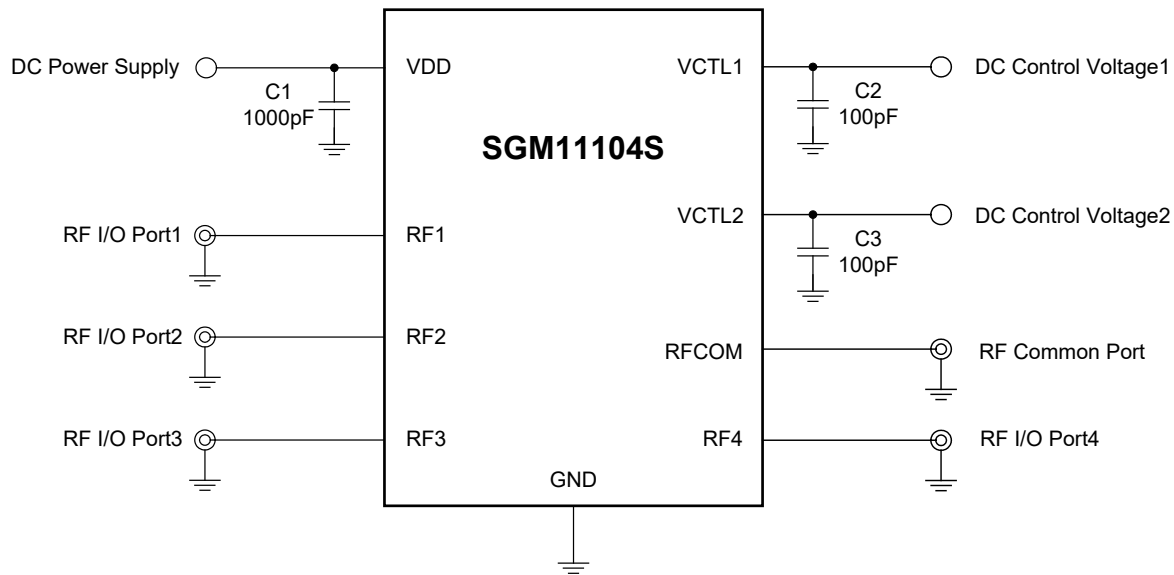 DC Power Supply
C1
1000pF
VDD
VCTL1
C2
100pF
DC Control Voltage1
SGM11104S
VCTL2
C3
100pF
DC Control Voltage2
RF I/O Port1
RF1
RF I/O Port2
RF2
RFCOM
RF Common Port
RF I/O Port3
RF3
RF4
RF I/O Port4
GND